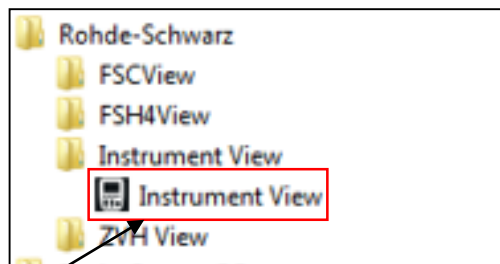 Rohde-Schwarz
FSCView
FSH4View
Instrument View
Instrument View
ZVH View